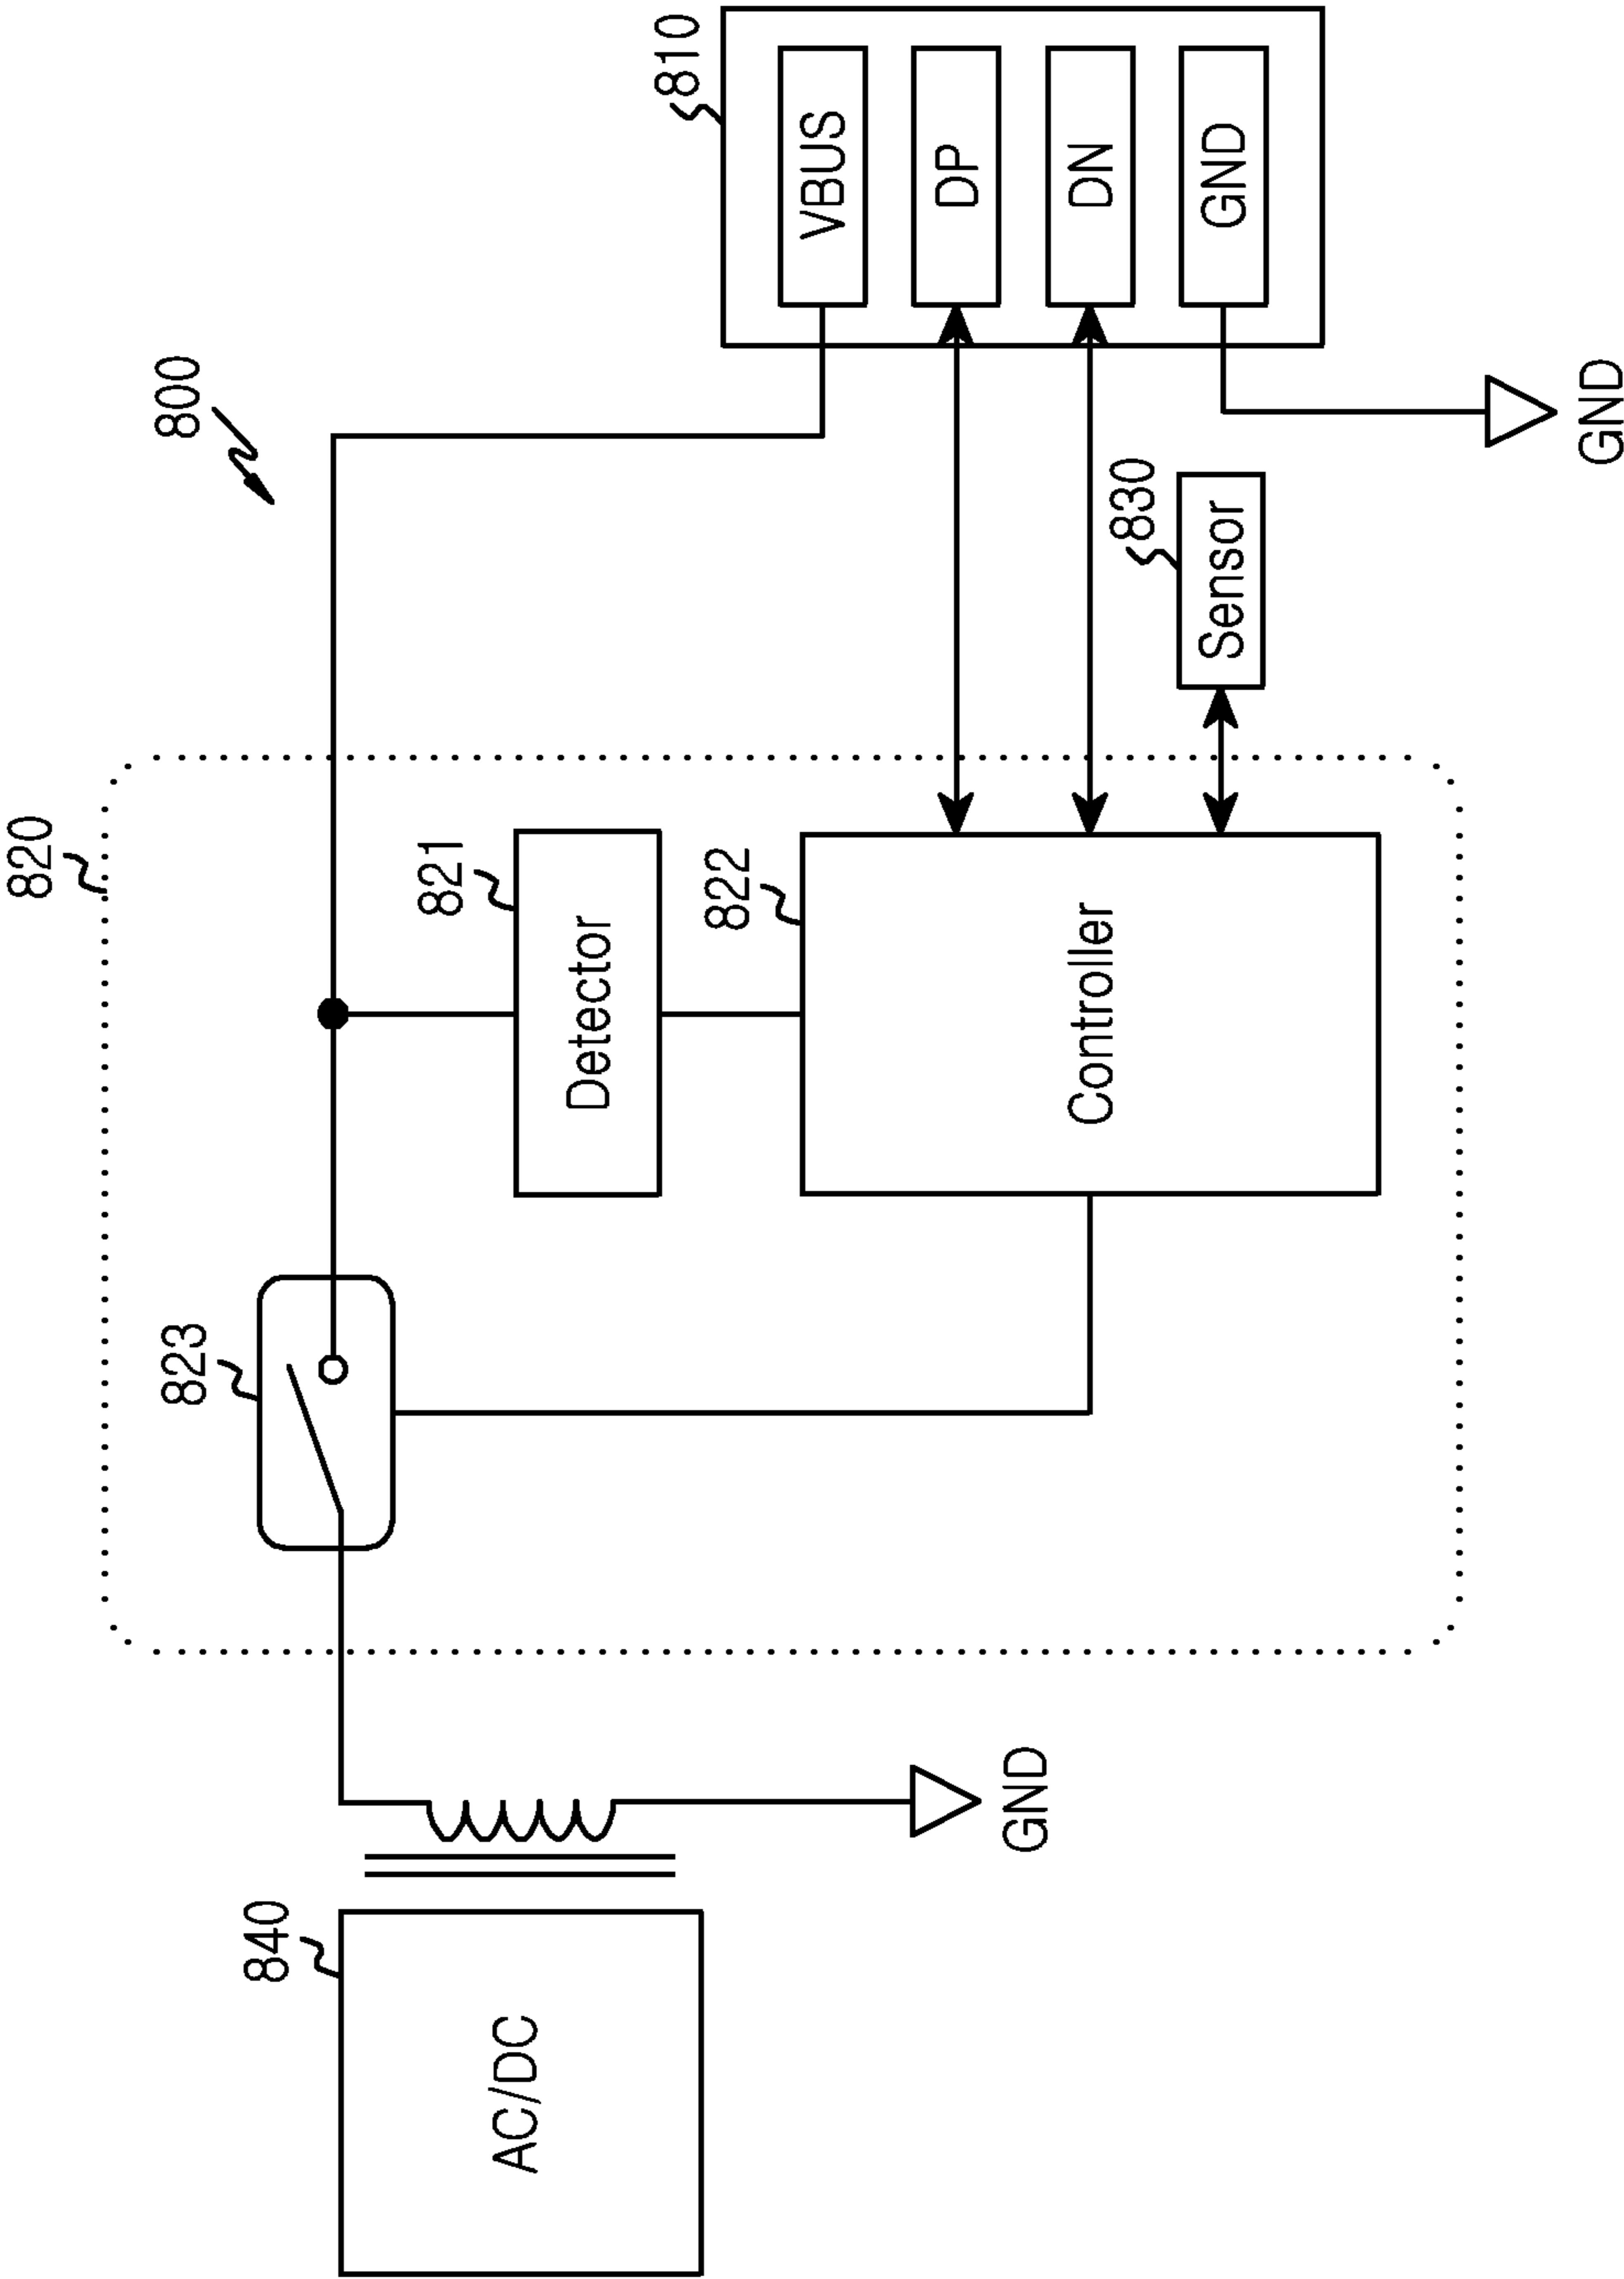 800
820
810
823
821
VBUS
840
Detector
DP
822
AC/DC
Controller
DN
830
Sensor
GND
GND
GND